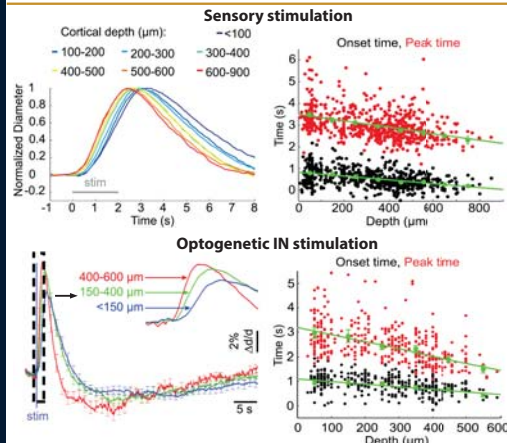 Sensory stimulation
Cortical depth (µm):
<100
100-200
200-300
300-400
400-500
500-600
600-900
Normalized Diameter
1
0.8
0.6
0.4
0.2
0
-0.2
stim
-1 0 1 2 3 4 5 6 7 8
Time (s)
Onset time, Peak time
Time (s)
6
5
4
3
2
1
0
0 200 400 600 800
Depth (µm)
Optogenetic IN stimulation
400-600 µm
150-400 µm
<150 µm
2%
Δd/d
stim
5 s
Onset time, Peak time
Time (s)
6
5
4
3
2
1
0
0 100 200 300 400 500 600
Depth (µm)